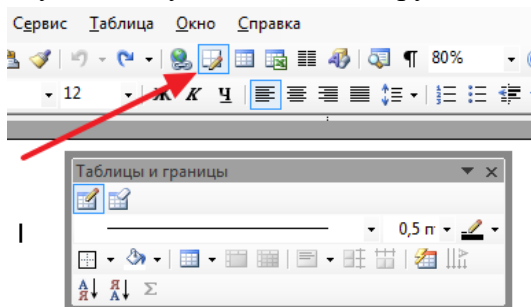 Сервис Таблица Окно Справка
¶ 80%
12 Ж К Ч
Таблицы и границы
0,5 п
А Я
Я А Σ